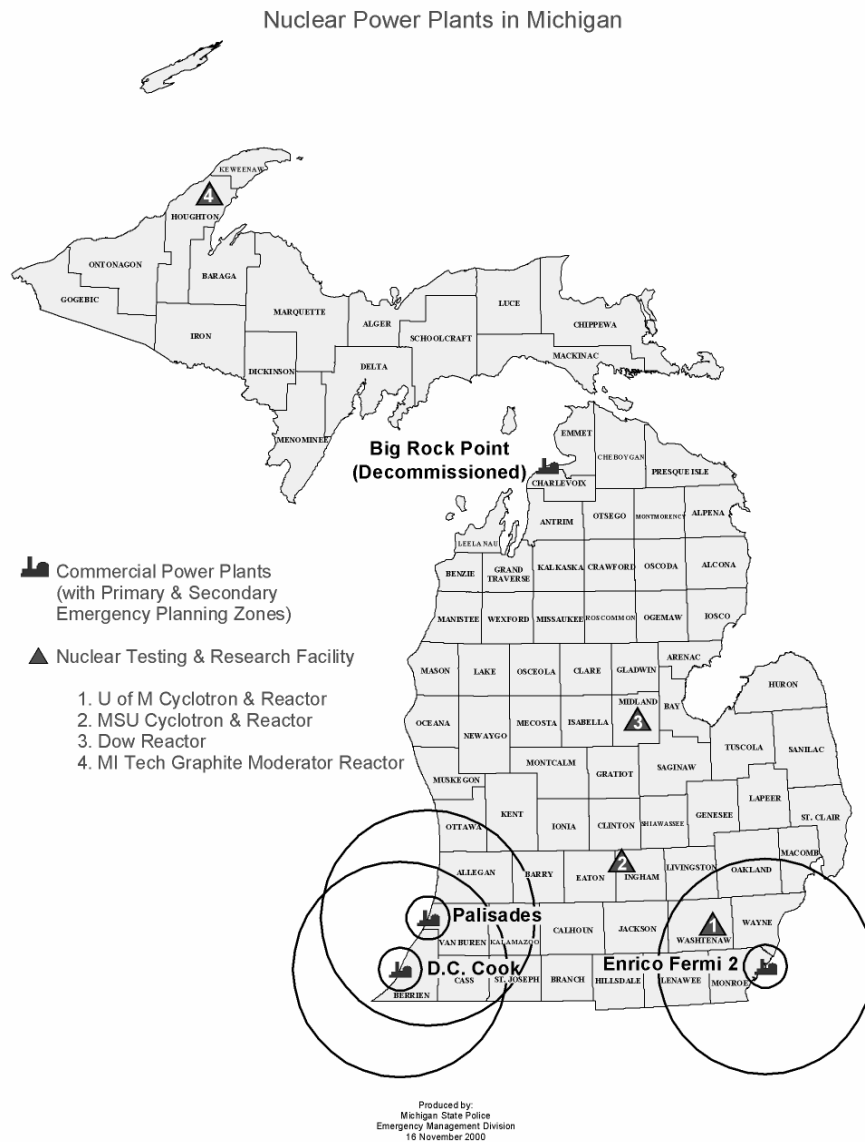 Nuclear Power Plants in Michigan
KEWEENAW
4
HOUGHTON
ONTONAGON
BARAGA
GOGEBIC
MARQUETTE
LUCE
ALGER
CHIPPEWA
IRON
SCHOOLCRAFT
MACKINAC
DICKINSON
DELTA
MENOMINEE
EMMET
Big Rock Point
(Decommissioned)
CHEBOYGAN
PRESQUE ISLE
CHARLEVOIX
ANTRIM
OTSEGO
MONTMORENCY
ALPENA
LEELANAU
Commercial Power Plants
(with Primary & Secondary
Emergency Planning Zones)
BENZIE
GRAND
TRAVERSE
KALKASKA
CRAWFORD
OSCODA
ALCONA
MANISTEE
WEXFORD
MISSAUKEE
ROSCOMMON
OGEMAW
IOSCO
Nuclear Testing & Research Facility
ARENAC
MASON
LAKE
OSCEOLA
CLARE
GLADWIN
HURON
1. U of M Cyclotron & Reactor
2. MSU Cyclotron & Reactor
3. Dow Reactor
4. MI Tech Graphite Moderator Reactor
MIDLAND
BAY
3
OCEANA
NEWAYGO
MECOSTA
ISABELLA
TUSCOLA
SANILAC
MUSKEGON
MONTCALM
GRATIOT
SAGINAW
LAPEER
KENT
GENESEE
ST. CLAIR
OTTAWA
IONIA
CLINTON
SHIAWASSEE
MACOMB
2
ALLEGAN
BARRY
EATON
INGHAM
LIVINGSTON
OAKLAND
Palisades
1
WAYNE
VAN BUREN
KALAMAZOO
CALHOUN
JACKSON
WASHTENAW
D.C. Cook
Enrico Fermi 2
BERRIEN
CASS
ST. JOSEPH
BRANCH
HILLSDALE
LENAWEE
MONROE
Produced by:
Michigan State Police
Emergency Management Division
16 November 2000